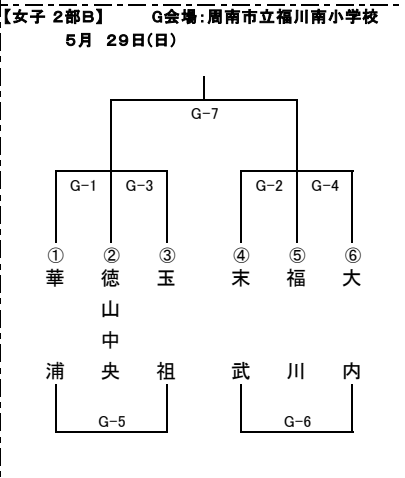 【女子 2部B】 G会場：周南市立福川南小学校
5月 29日(日)
G-7
G-1 G-3 G-2 G-4
① ② ③ ④ ⑤ ⑥
華浦
徳山中央
玉祖
末武
福川
大内
G-5 G-6